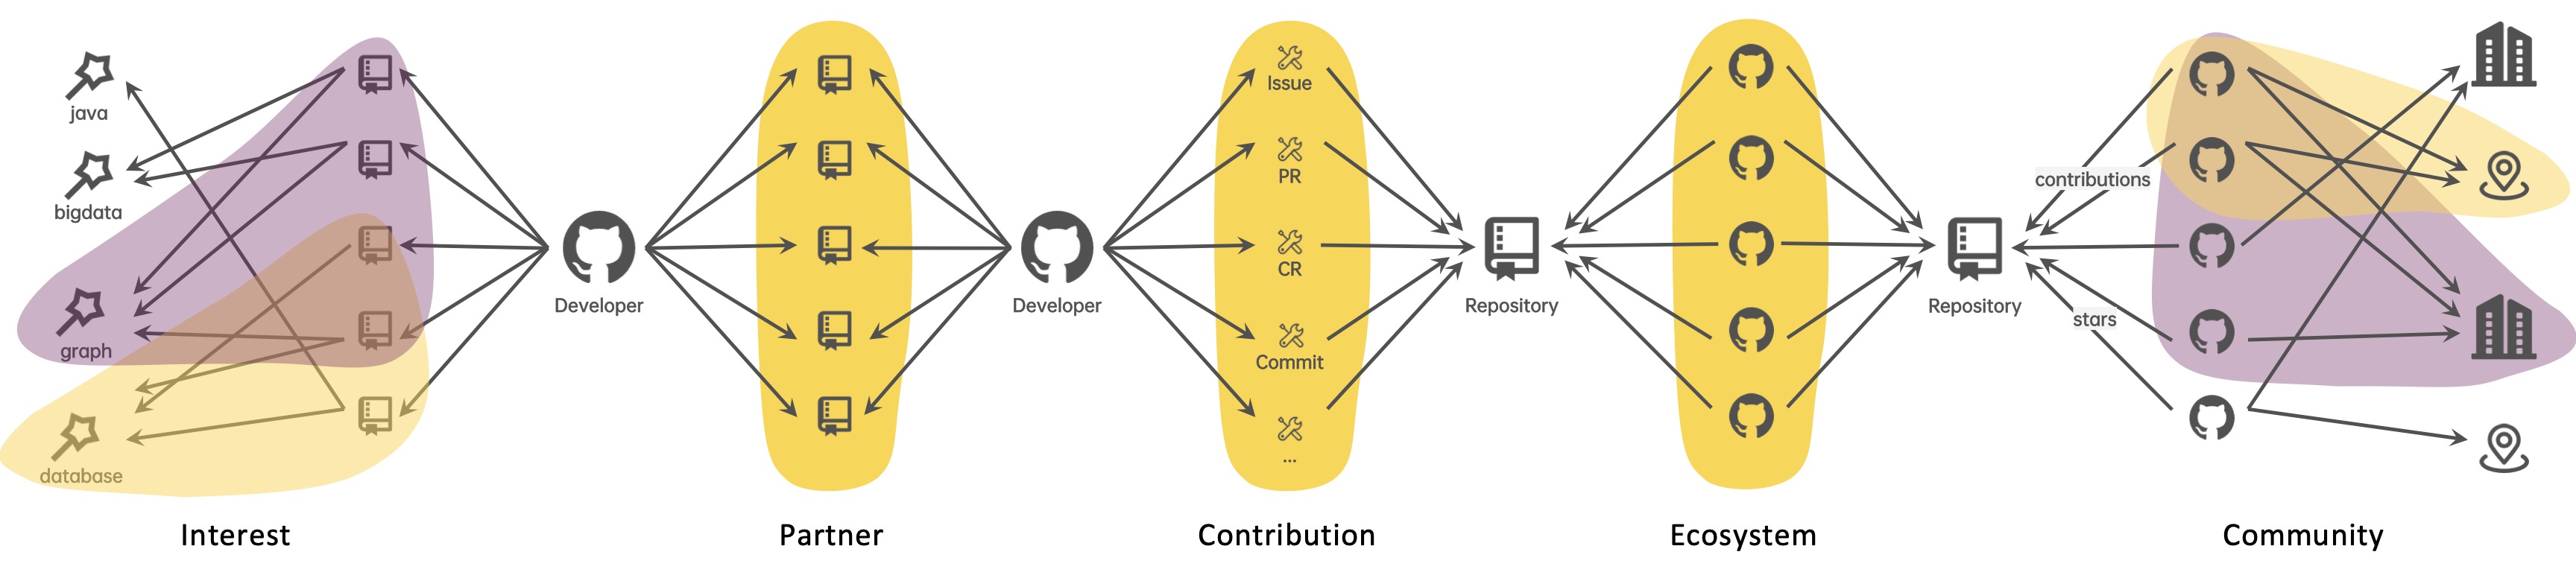 java
bigdata
graph
database
Developer
Developer
Issue
PR
CR
Commit
...
Repository
Repository
contributions
stars
Interest
Partner
Contribution
Ecosystem
Community